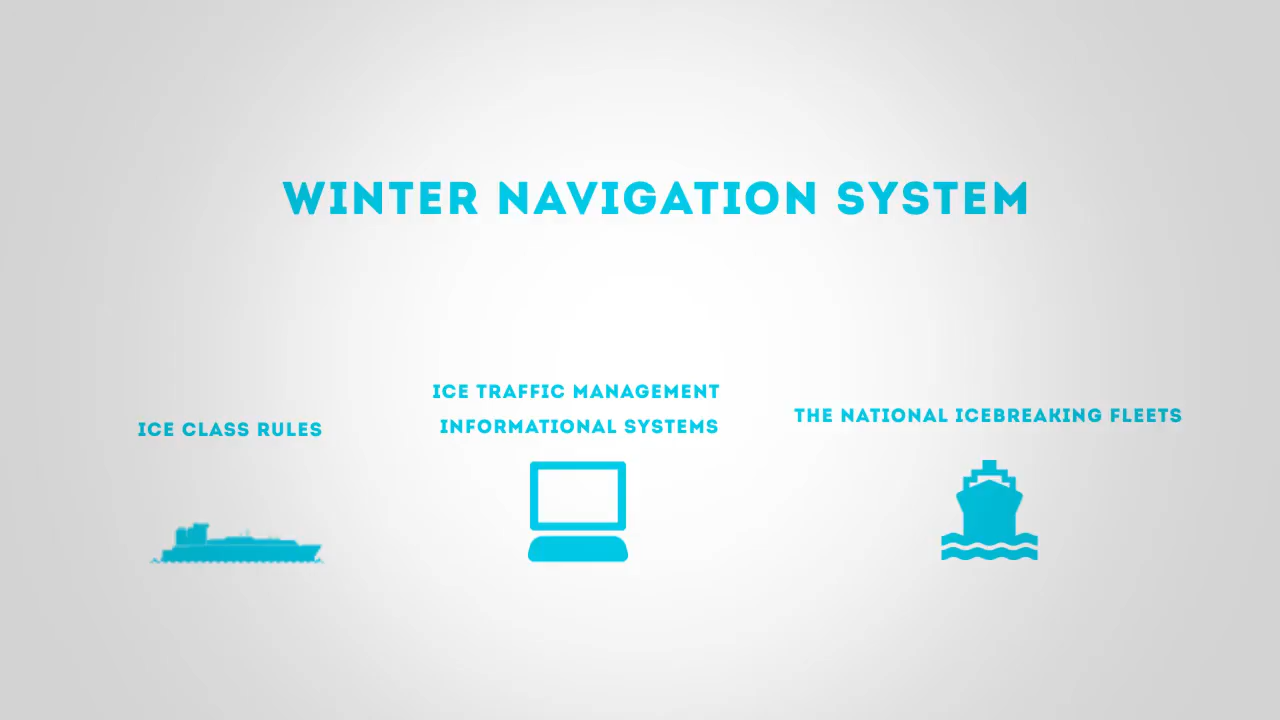 WINTER NAVIGATION SYSTEM
ICE CLASS RULES
ICE TRAFFIC MANAGEMENT
INFORMATIONAL SYSTEMS
THE NATIONAL ICEBREAKING FLEETS